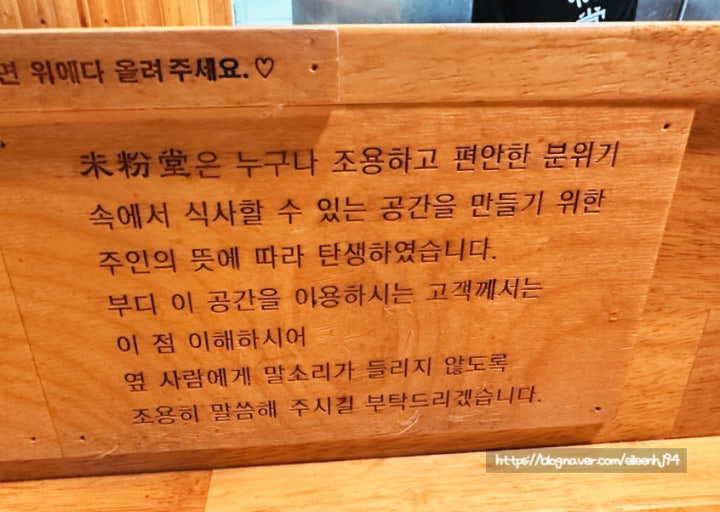 면 위에다 올려주세요.♡
未粉堂은 누구나 조용하고 편안한 분위기
속에서 식사할 수 있는 공간을 만들기 위한
주인의 뜻에 따라 탄생하였습니다.
부디 이 공간을 이용하시는 고객께서는
이 점 이해하시어
옆 사람에게 말소리가 들리지 않도록
조용히 말씀해 주시길 부탁드리겠습니다.
https://blog.naver.com/eileenhj94